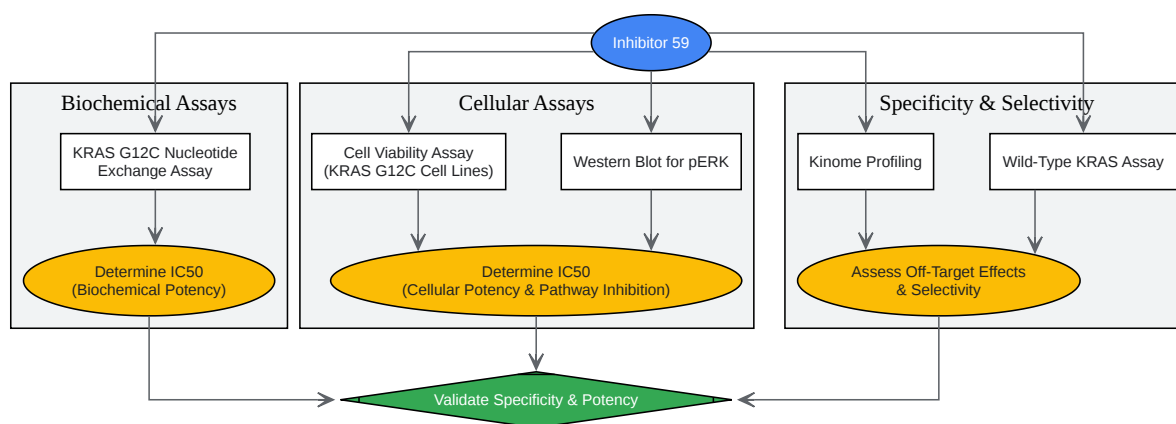 Inhibitor 59
Biochemical Assays
Cellular Assays
Specificity & Selectivity
KRAS G12C Nucleotide
Exchange Assay
Cell Viability Assay
(KRAS G12C Cell Lines)
Western Blot for pERK
Kinome Profiling
Wild-Type KRAS Assay
Determine IC50
(Biochemical Potency)
Determine IC50
(Cellular Potency & Pathway Inhibition)
Assess Off-Target Effects
& Selectivity
Validate Specificity & Potency